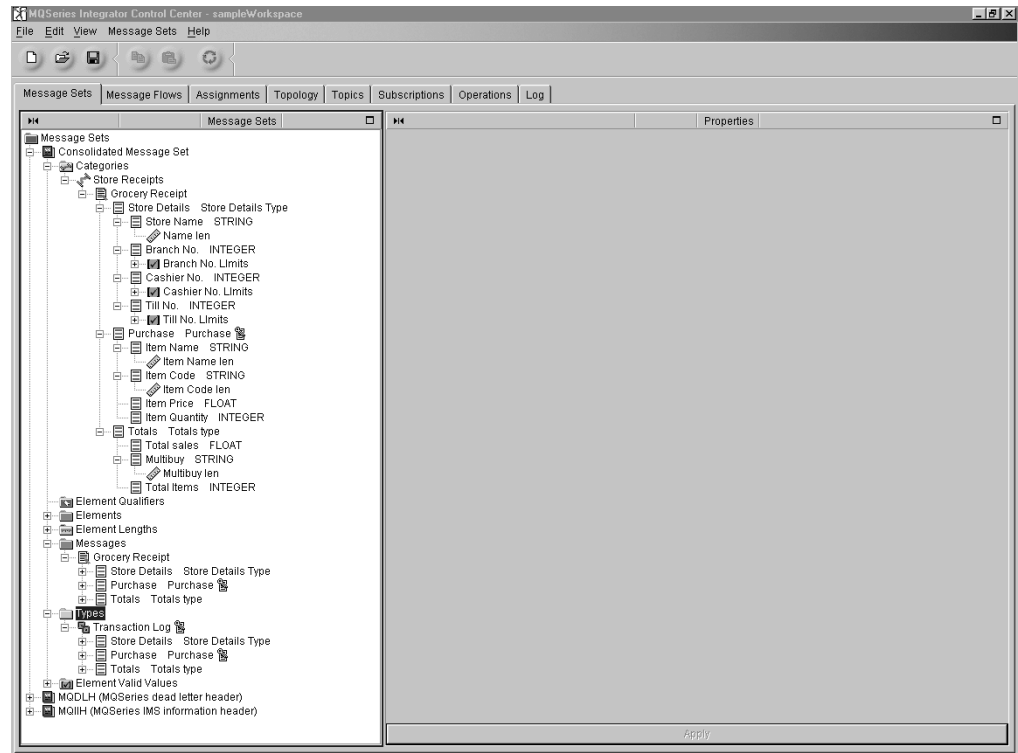 MQSeries Integrator Control Center - sampleWorkspace
File Edit View Message Sets Help
Message Sets Message Flows Assignments Topology Topics Subscriptions Operations Log
Message Sets
Properties
Message Sets
Consolidated Message Set
Categories
Store Receipts
Grocery Receipt
Store Details Store Details Type
Store Name STRING
Name len
Branch No. INTEGER
Branch No. LImits
Cashier No. INTEGER
Cashier No. LImits
Till No. INTEGER
Till No. LImits
Purchase Purchase
Item Name STRING
Item Name len
Item Code STRING
Item Code len
Item Price FLOAT
Item Quantity INTEGER
Totals Totals type
Total sales FLOAT
Multibuy STRING
Multibuy len
Total Items INTEGER
Element Qualifiers
Elements
Element Lengths
Messages
Grocery Receipt
Store Details Store Details Type
Purchase Purchase
Totals Totals type
Types
Transaction Log
Store Details Store Details Type
Purchase Purchase
Totals Totals type
Element Valid Values
MQDLH (MQSeries dead letter header)
MQIIH (MQSeries IMS information header)
Apply